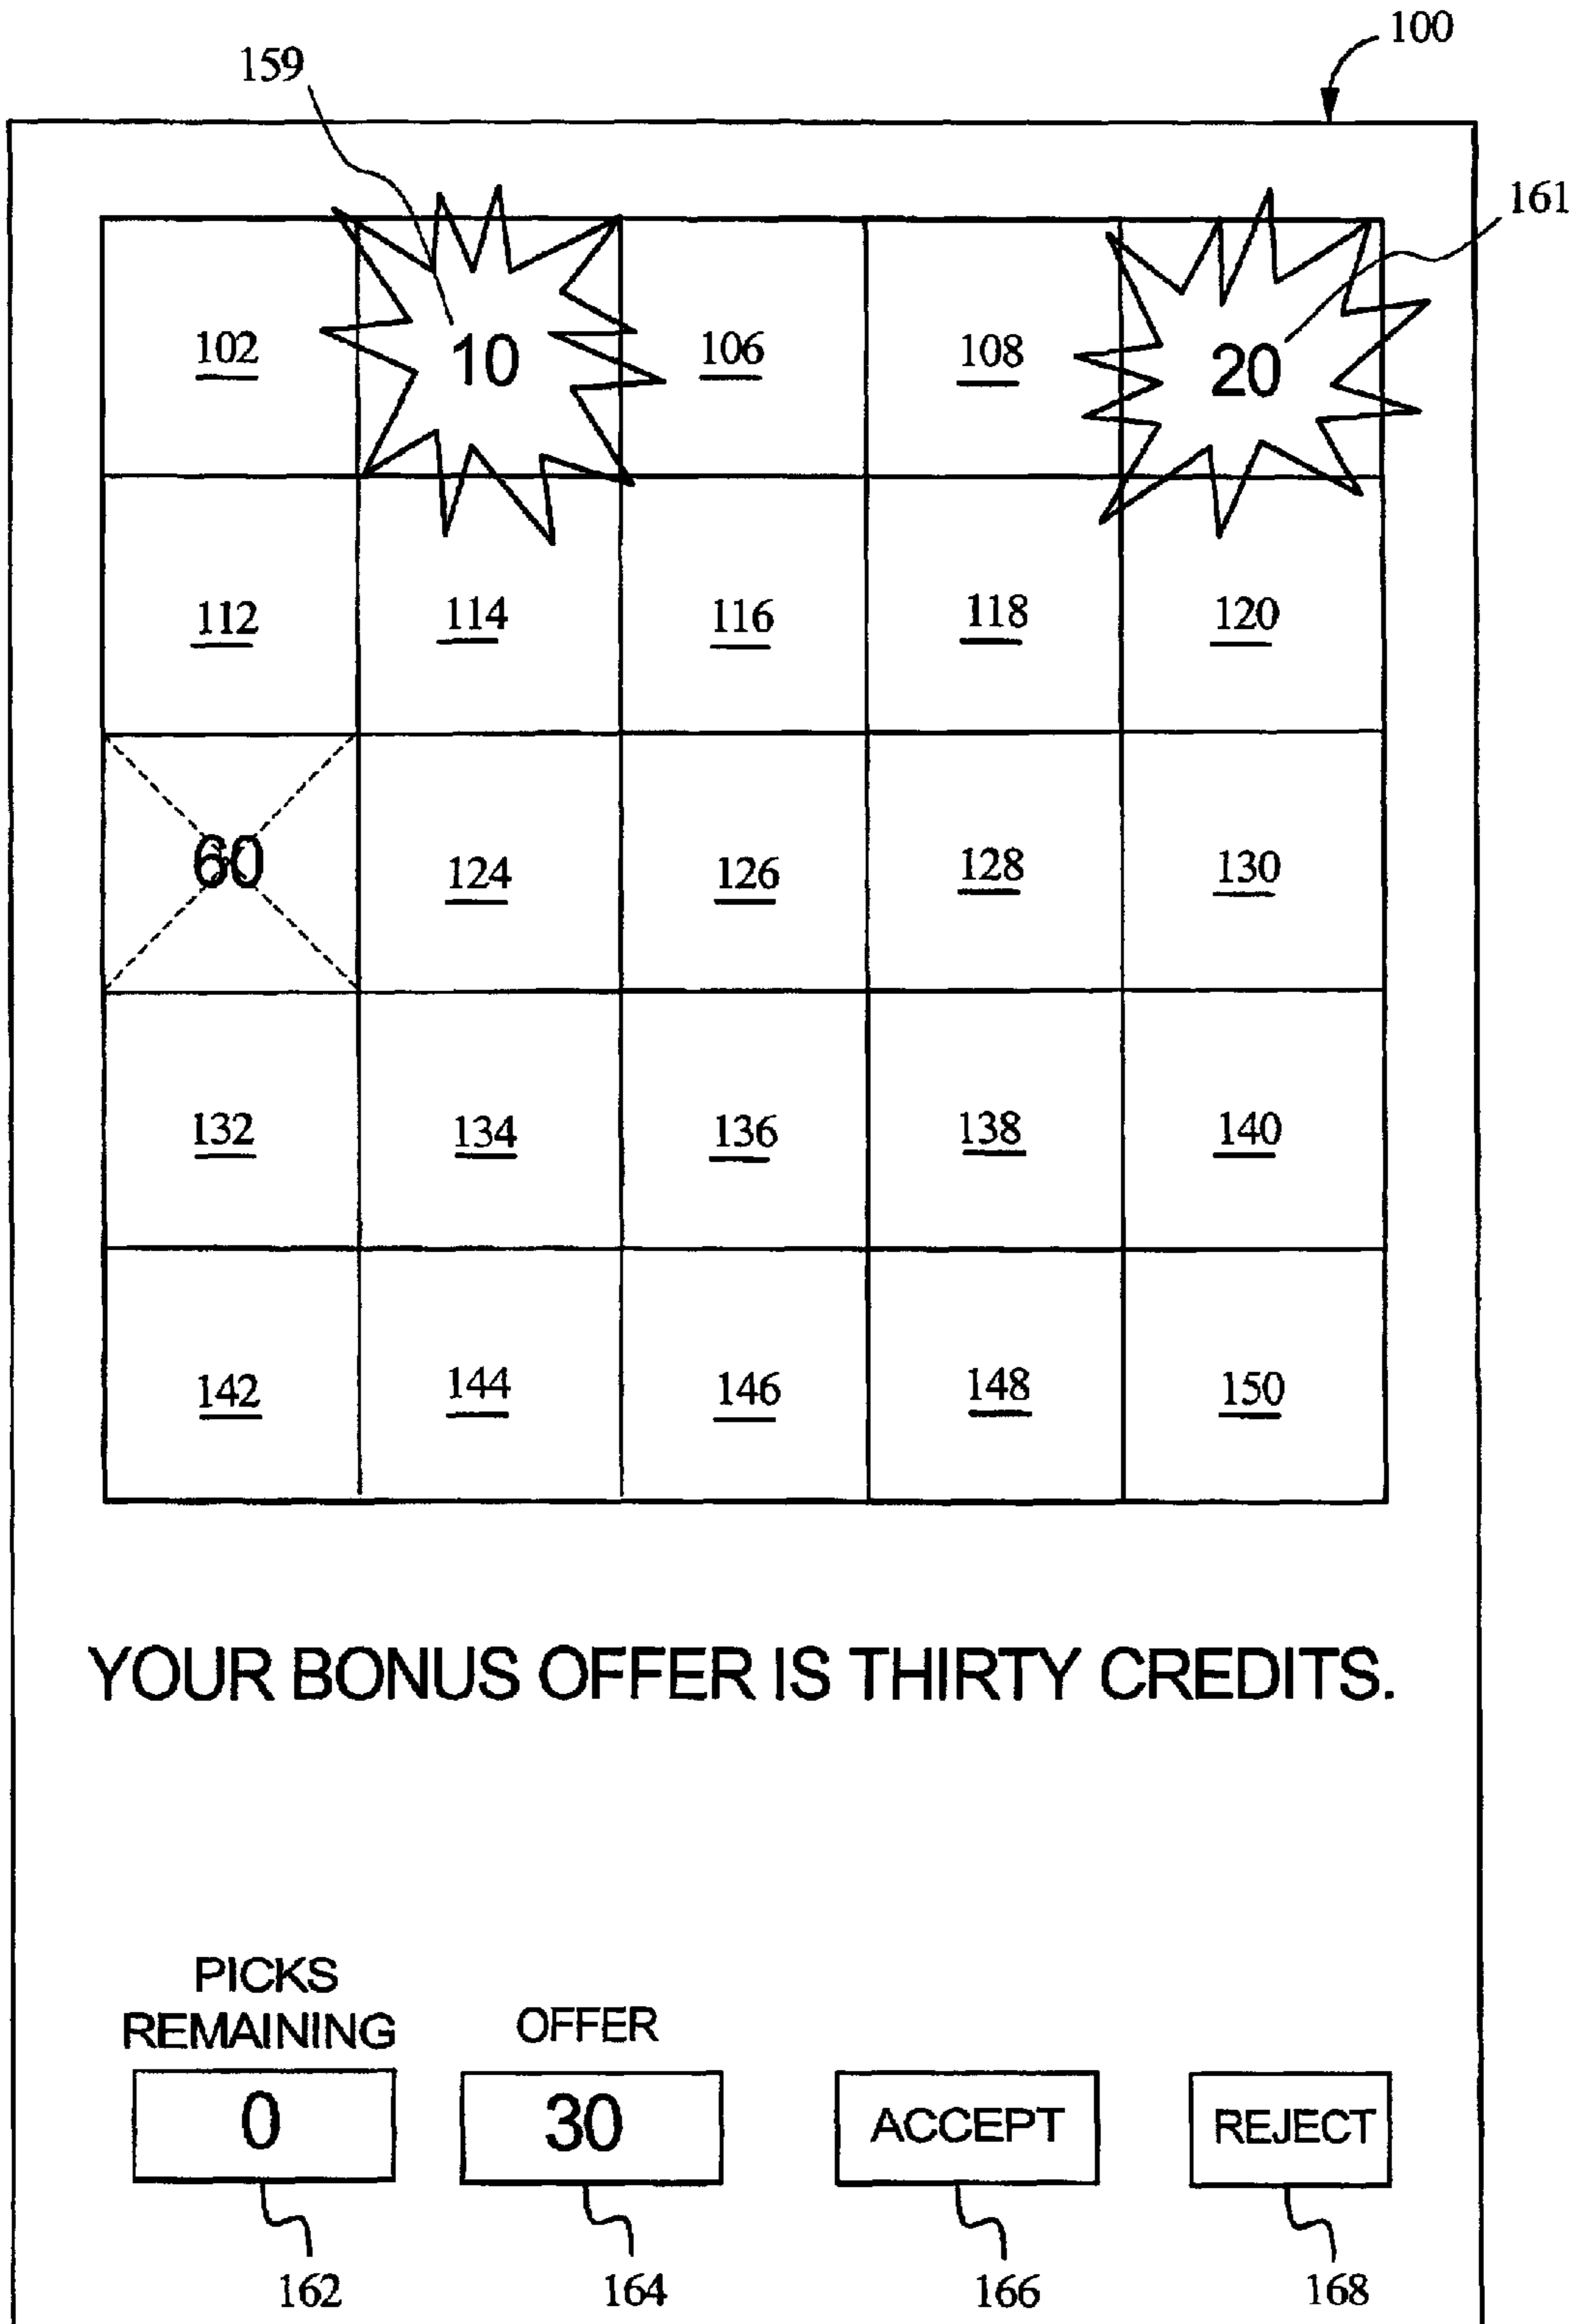 100
159
161
102 10 106 108 20
112 114 116 118 120
60 124 126 128 130
132 134 136 138 140
142 144 146 148 150
YOUR BONUS OFFER IS THIRTY CREDITS.
PICKS
REMAINING OFFER
0 30 ACCEPT REJECT
162 164 166 168